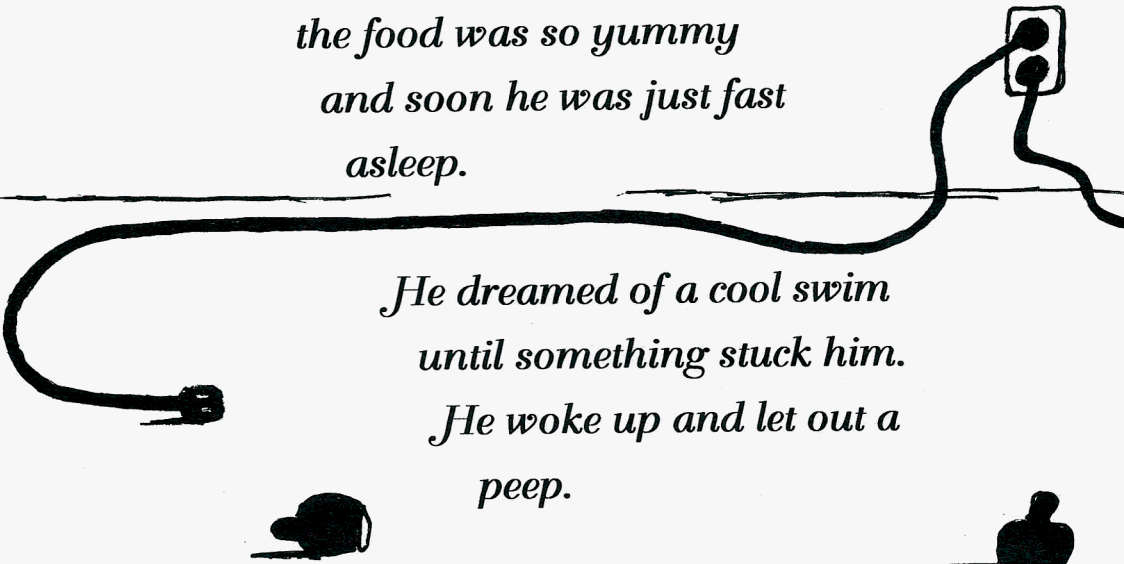 the food was so yummy
and soon he was just fast
asleep.
He dreamed of a cool swim
until something stuck him.
He woke up and let out a
peep.